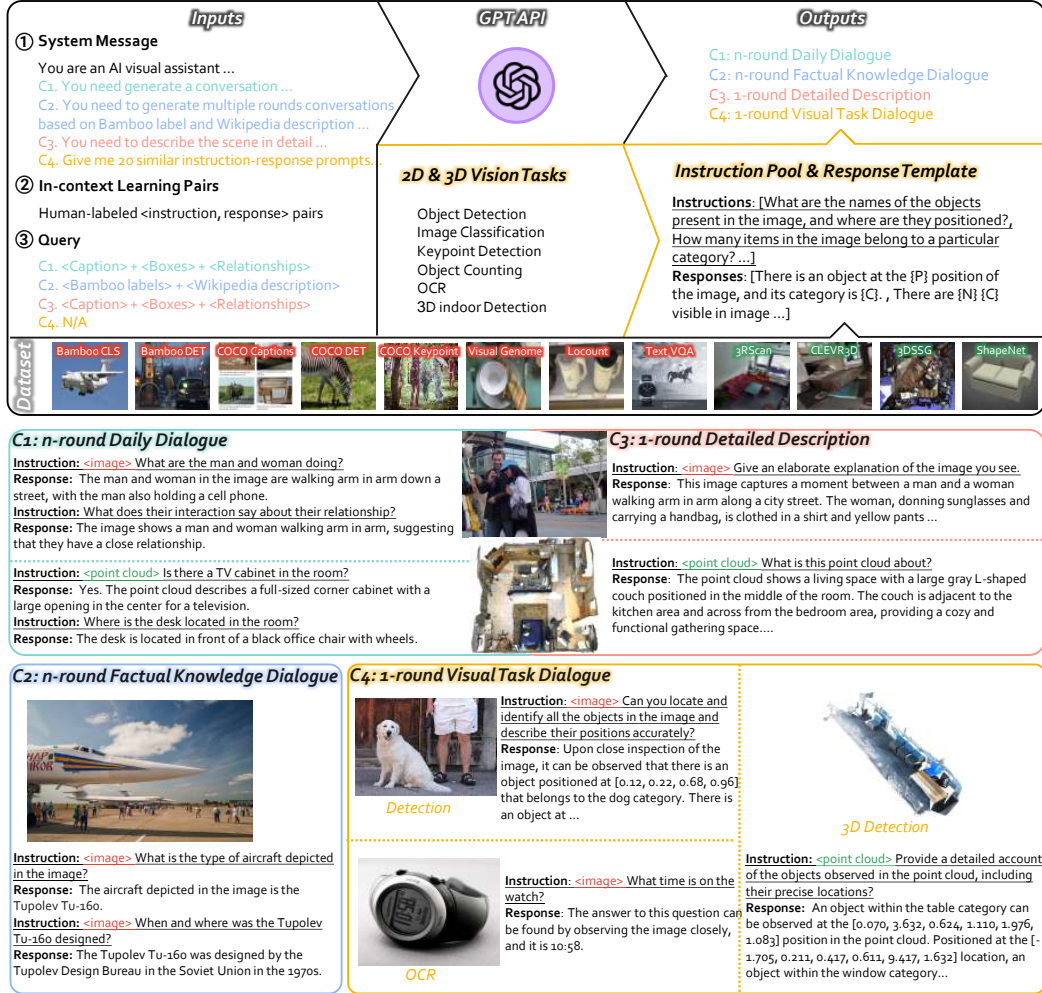 Inputs
GPT API
Outputs
① System Message
You are an AI visual assistant ...
C1. You need generate a conversation ...
C2. You need to generate multiple rounds conversations
based on Bamboo label and Wikipedia description ...
C3. You need to describe the scene in detail ...
C4. Give me 20 similar instruction-response prompts...
② In-context Learning Pairs
Human-labeled <instruction, response> pairs
③ Query
C1. <Caption> + <Boxes> + <Relationships>
C2. <Bamboo labels> + <Wikipedia description>
C3. <Caption> + <Boxes> + <Relationships>
C4. N/A
C1: n-round Daily Dialogue
C2: n-round Factual Knowledge Dialogue
C3. 1-round Detailed Description
C4: 1-round Visual Task Dialogue
2D & 3D Vision Tasks
Object Detection
Image Classification
Keypoint Detection
Object Counting
OCR
3D indoor Detection
Instruction Pool & Response Template
Instructions: [What are the names of the objects
present in the image, and where are they positioned?,
How many items in the image belong to a particular
category? ...]
Responses: [There is an object at the {P} position of
the image, and its category is {C}. , There are {N} {C}
visible in image ...]
Dataset
Bamboo CLS
Bamboo DET
COCO Captions
COCO DET
COCO Keypoint
Visual Genome
Locount
Text VQA
3RScan
CLEVR3D
3DSSG
ShapeNet
C1: n-round Daily Dialogue
Instruction: <image> What are the man and woman doing?
Response: The man and woman in the image are walking arm in arm down a
street, with the man also holding a cell phone.
Instruction: What does their interaction say about their relationship?
Response: The image shows a man and woman walking arm in arm, suggesting
that they have a close relationship.
Instruction: <point cloud> Is there a TV cabinet in the room?
Response: Yes. The point cloud describes a full-sized corner cabinet with a
large opening in the center for a television.
Instruction: Where is the desk located in the room?
Response: The desk is located in front of a black office chair with wheels.
C3: 1-round Detailed Description
Instruction: <image> Give an elaborate explanation of the image you see.
Response: This image captures a moment between a man and a woman
walking arm in arm along a city street. The woman, donning sunglasses and
carrying a handbag, is clothed in a shirt and yellow pants ...
Instruction: <point cloud> What is this point cloud about?
Response: The point cloud shows a living space with a large gray L-shaped
couch positioned in the middle of the room. The couch is adjacent to the
kitchen area and across from the bedroom area, providing a cozy and
functional gathering space....
C2: n-round Factual Knowledge Dialogue
Instruction: <image> What is the type of aircraft depicted
in the image?
Response: The aircraft depicted in the image is the
Tupolev Tu-160.
Instruction: <image> When and where was the Tupolev
Tu-160 designed?
Response: The Tupolev Tu-160 was designed by the
Tupolev Design Bureau in the Soviet Union in the 1970s.
C4: 1-round Visual Task Dialogue
Detection
Instruction: <image> Can you locate and
identify all the objects in the image and
describe their positions accurately?
Response: Upon close inspection of the
image, it can be observed that there is an
object positioned at [0.12, 0.22, 0.68, 0.96]
that belongs to the dog category. There is
an object at ...
OCR
Instruction: <image> What time is on the
watch?
Response: The answer to this question can
be found by observing the image closely,
and it is 10:58.
3D Detection
Instruction: <point cloud> Provide a detailed account
of the objects observed in the point cloud, including
their precise locations?
Response: An object within the table category can
be observed at the [0.070, 3.632, 0.624, 1.110, 1.976,
1.083] position in the point cloud. Positioned at the [-
1.705, 0.211, 0.417, 0.611, 9.417, 1.632] location, an
object within the window category...